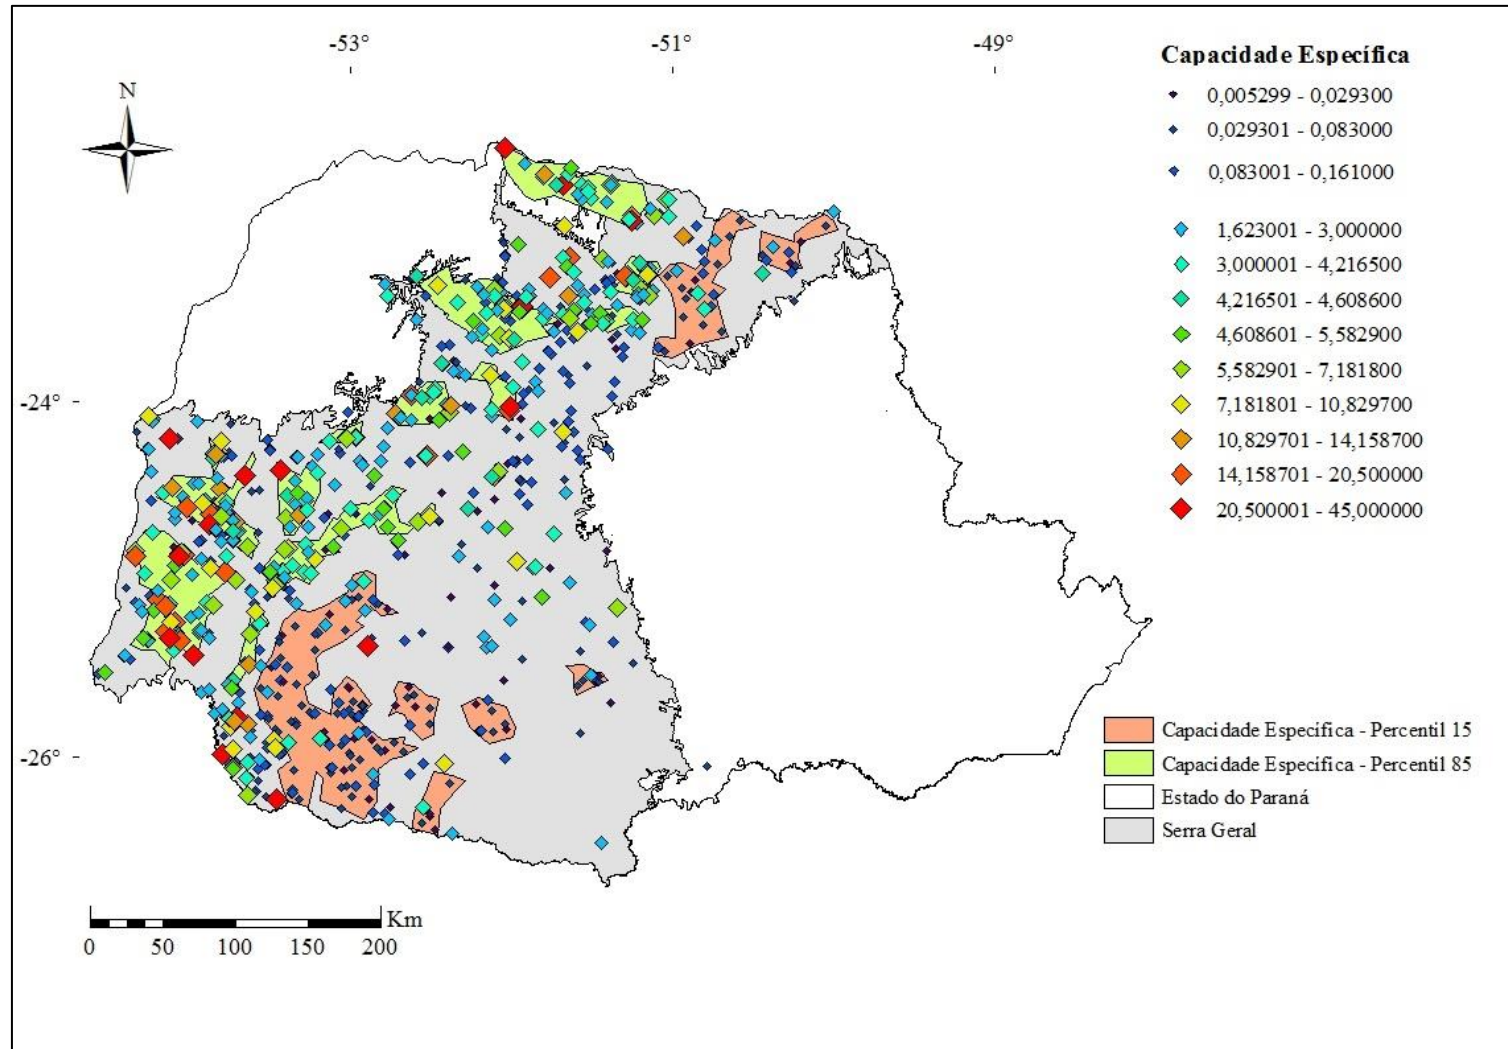 -53°
-51°
-49°
N
-24°
-26°
Capacidade Específica
0,005299 - 0,029300
0,029301 - 0,083000
0,083001 - 0,161000
1,623001 - 3,000000
3,000001 - 4,216500
4,216501 - 4,608600
4,608601 - 5,582900
5,582901 - 7,181800
7,181801 - 10,829700
10,829701 - 14,158700
14,158701 - 20,500000
20,500001 - 45,000000
Capacidade Específica - Percentil 15
Capacidade Específica - Percentil 85
Estado do Paraná
Serra Geral
Km
0 50 100 150 200